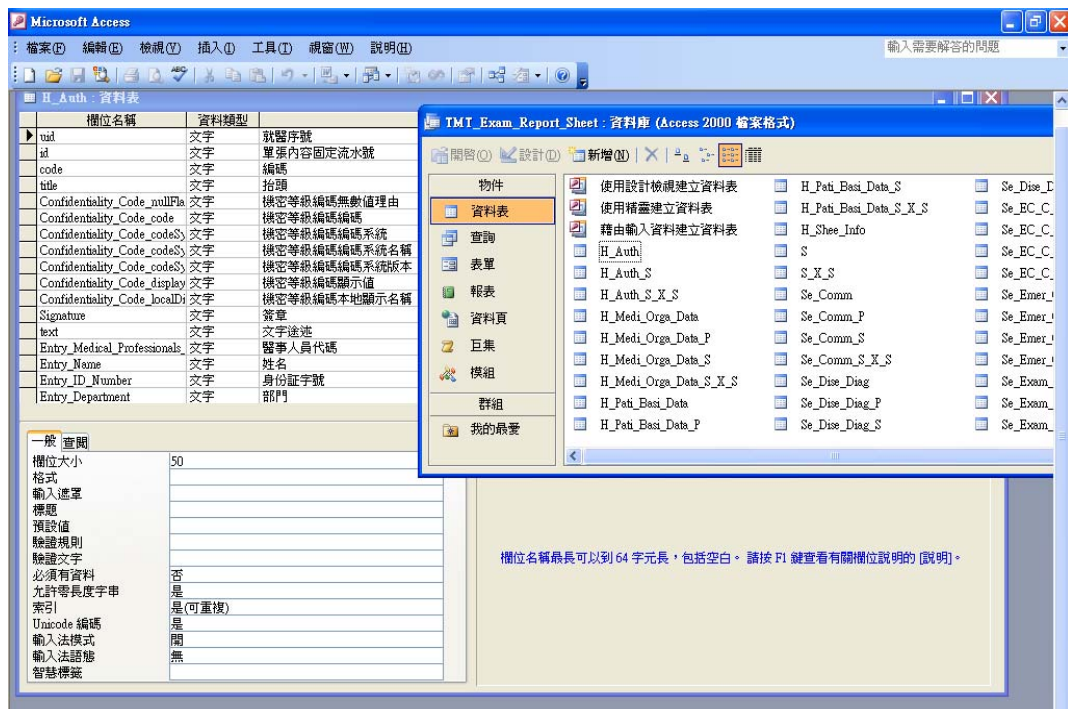 Microsoft Access
檔案(F) 編輯(E) 檢視(V) 插入(I) 工具(T) 視窗(W) 說明(H) 輸入需要解答的問題
H_Auth : 資料表
欄位名稱 資料類型
uid 文字 就醫序號
id 文字 單張內容固定流水號
code 文字 編碼
title 文字 抬頭
Confidentiality_Code_nullFla 文字 機密等級編碼無數值理由
Confidentiality_Code_code 文字 機密等級編碼編碼
Confidentiality_Code_codeSy 文字 機密等級編碼編碼系統
Confidentiality_Code_codeSy 文字 機密等級編碼編碼系統名稱
Confidentiality_Code_codeSy 文字 機密等級編碼編碼系統版本
Confidentiality_Code_display 文字 機密等級編碼顯示值
Confidentiality_Code_localDi 文字 機密等級編碼本地顯示名稱
Signature 文字 簽章
text 文字 文字塗述
Entry_Medical_Professionals_ 文字 醫事人員代碼
Entry_Name 文字 姓名
Entry_ID_Number 文字 身份証字號
Entry_Department 文字 部門
TMT_Exam_Report_Sheet : 資料庫 (Access 2000 檔案格式)
開啓(O) 設計(D) 新增(N)
物件
資料表
查詢
表單
報表
資料頁
巨集
模組
群組
我的最愛
使用設計檢視建立資料表
使用精靈建立資料表
藉由輸入資料建立資料表
H_Auth
H_Auth_S
H_Auth_S_X_S
H_Medi_Orga_Data
H_Medi_Orga_Data_P
H_Medi_Orga_Data_S
H_Medi_Orga_Data_S_X_S
H_Pati_Basi_Data
H_Pati_Basi_Data_P
H_Pati_Basi_Data_S
H_Pati_Basi_Data_S_X_S
H_Shee_Info
S
S_X_S
Se_Comm
Se_Comm_P
Se_Comm_S
Se_Comm_S_X_S
Se_Dise_Diag
Se_Dise_Diag_P
Se_Dise_Diag_S
Se_Dise_D
Se_EC_C_
Se_EC_C_
Se_EC_C_
Se_EC_C_
Se_Emer_
Se_Emer_
Se_Emer_
Se_Emer_
Se_Exam_
Se_Exam_
Se_Exam_
一般 查閱
欄位大小 50
格式
輸入遮罩
標題
預設值
驗證規則
驗證文字
必須有資料 否
允許零長度字串 是
索引 是(可重複)
Unicode 編碼 是
輸入法模式 開
輸入法語態 無
智慧標籤
欄位名稱最長可以到 64 字元長，包括空白。 請按 F1 鍵查看有關欄位說明的 [說明]。